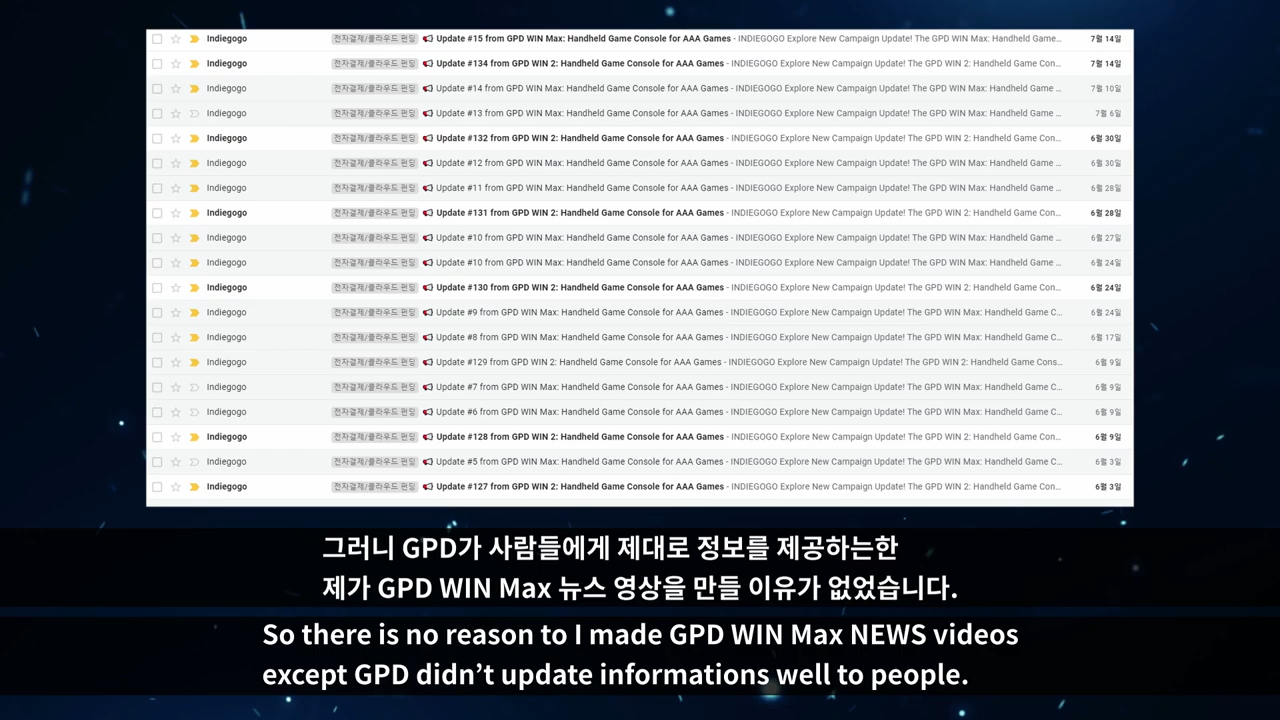 Indiegogo 전자결제/클라우드 펀딩 Update #15 from GPD WIN Max: Handheld Game Console for AAA Games - INDIEGOGO Explore New Campaign Update! The GPD WIN Max: Handheld Game... 7월 14일
Indiegogo 전자결제/클라우드 펀딩 Update #134 from GPD WIN 2: Handheld Game Console for AAA Games - INDIEGOGO Explore New Campaign Update! The GPD WIN 2: Handheld Game Con... 7월 14일
Indiegogo 전자결제/클라우드 펀딩 Update #14 from GPD WIN Max: Handheld Game Console for AAA Games - INDIEGOGO Explore New Campaign Update! The GPD WIN Max: Handheld Game ... 7월 10일
Indiegogo 전자결제/클라우드 펀딩 Update #13 from GPD WIN Max: Handheld Game Console for AAA Games - INDIEGOGO Explore New Campaign Update! The GPD WIN Max: Handheld Game ... 7월 6일
Indiegogo 전자결제/클라우드 펀딩 Update #132 from GPD WIN 2: Handheld Game Console for AAA Games - INDIEGOGO Explore New Campaign Update! The GPD WIN 2: Handheld Game Con... 6월 30일
Indiegogo 전자결제/클라우드 펀딩 Update #12 from GPD WIN Max: Handheld Game Console for AAA Games - INDIEGOGO Explore New Campaign Update! The GPD WIN Max: Handheld Game ... 6월 30일
Indiegogo 전자결제/클라우드 펀딩 Update #11 from GPD WIN Max: Handheld Game Console for AAA Games - INDIEGOGO Explore New Campaign Update! The GPD WIN Max: Handheld Game ... 6월 28일
Indiegogo 전자결제/클라우드 펀딩 Update #131 from GPD WIN 2: Handheld Game Console for AAA Games - INDIEGOGO Explore New Campaign Update! The GPD WIN 2: Handheld Game Con... 6월 28일
Indiegogo 전자결제/클라우드 펀딩 Update #10 from GPD WIN Max: Handheld Game Console for AAA Games - INDIEGOGO Explore New Campaign Update! The GPD WIN Max: Handheld Game ... 6월 27일
Indiegogo 전자결제/클라우드 펀딩 Update #10 from GPD WIN Max: Handheld Game Console for AAA Games - INDIEGOGO Explore New Campaign Update! The GPD WIN Max: Handheld Game ... 6월 24일
Indiegogo 전자결제/클라우드 펀딩 Update #130 from GPD WIN 2: Handheld Game Console for AAA Games - INDIEGOGO Explore New Campaign Update! The GPD WIN 2: Handheld Game Con... 6월 24일
Indiegogo 전자결제/클라우드 펀딩 Update #9 from GPD WIN Max: Handheld Game Console for AAA Games - INDIEGOGO Explore New Campaign Update! The GPD WIN Max: Handheld Game C... 6월 24일
Indiegogo 전자결제/클라우드 펀딩 Update #8 from GPD WIN Max: Handheld Game Console for AAA Games - INDIEGOGO Explore New Campaign Update! The GPD WIN Max: Handheld Game C... 6월 17일
Indiegogo 전자결제/클라우드 펀딩 Update #129 from GPD WIN 2: Handheld Game Console for AAA Games - INDIEGOGO Explore New Campaign Update! The GPD WIN 2: Handheld Game Cons... 6월 9일
Indiegogo 전자결제/클라우드 펀딩 Update #7 from GPD WIN Max: Handheld Game Console for AAA Games - INDIEGOGO Explore New Campaign Update! The GPD WIN Max: Handheld Game C... 6월 9일
Indiegogo 전자결제/클라우드 펀딩 Update #6 from GPD WIN Max: Handheld Game Console for AAA Games - INDIEGOGO Explore New Campaign Update! The GPD WIN Max: Handheld Game C... 6월 9일
Indiegogo 전자결제/클라우드 펀딩 Update #128 from GPD WIN 2: Handheld Game Console for AAA Games - INDIEGOGO Explore New Campaign Update! The GPD WIN 2: Handheld Game Con... 6월 9일
Indiegogo 전자결제/클라우드 펀딩 Update #5 from GPD WIN Max: Handheld Game Console for AAA Games - INDIEGOGO Explore New Campaign Update! The GPD WIN Max: Handheld Game C... 6월 3일
Indiegogo 전자결제/클라우드 펀딩 Update #127 from GPD WIN 2: Handheld Game Console for AAA Games - INDIEGOGO Explore New Campaign Update! The GPD WIN 2: Handheld Game Con... 6월 3일
그러니 GPD가 사람들에게 제대로 정보를 제공하는한
제가 GPD WIN Max 뉴스 영상을 만들 이유가 없었습니다.
So there is no reason to I made GPD WIN Max NEWS videos
except GPD didn't update informations well to people.